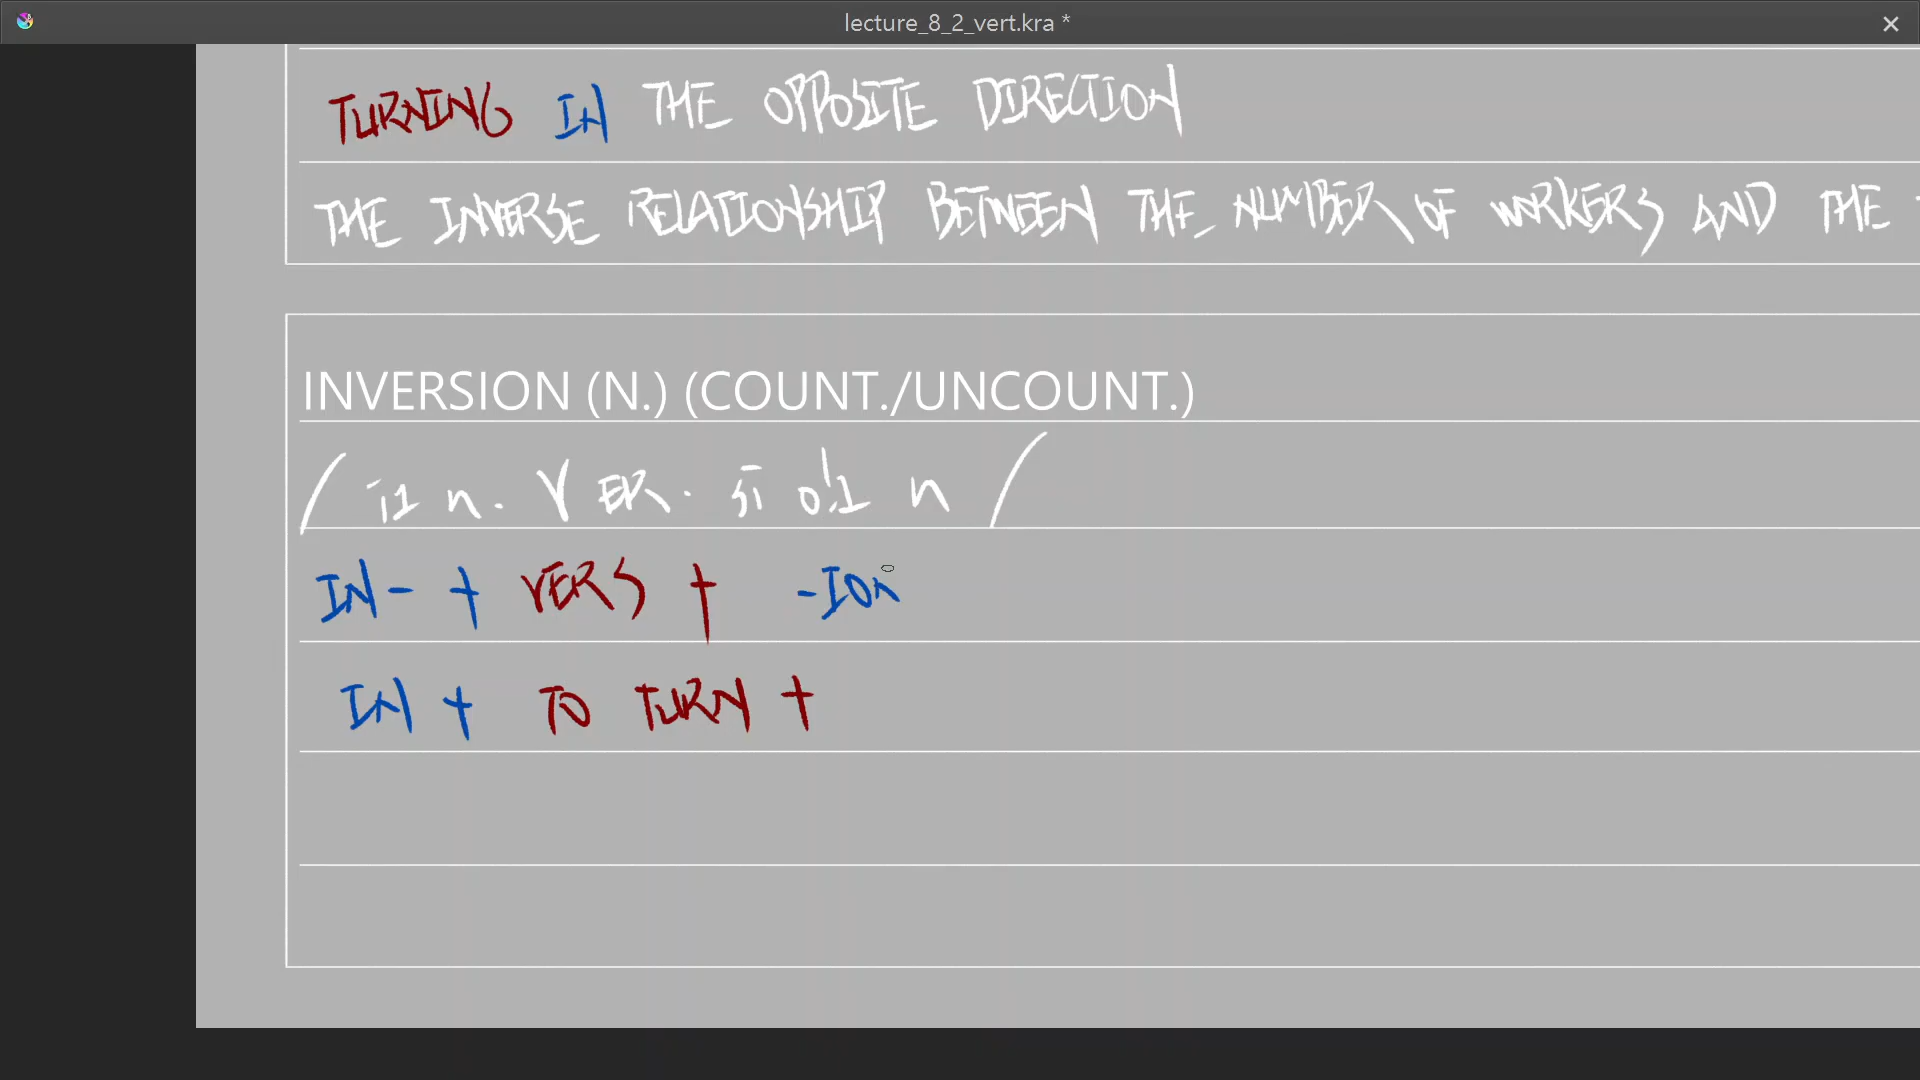 lecture_8_2_vert.kra *
TURNING IN THE OPPOSITE DIRECTION
THE INVERSE RELATIONSHIP BETWEEN THE NUMBER OF WORKERS AND THE
INVERSION (N.) (COUNT./UNCOUNT.)
IN- + VERS + -ION
IN + TO TURN +